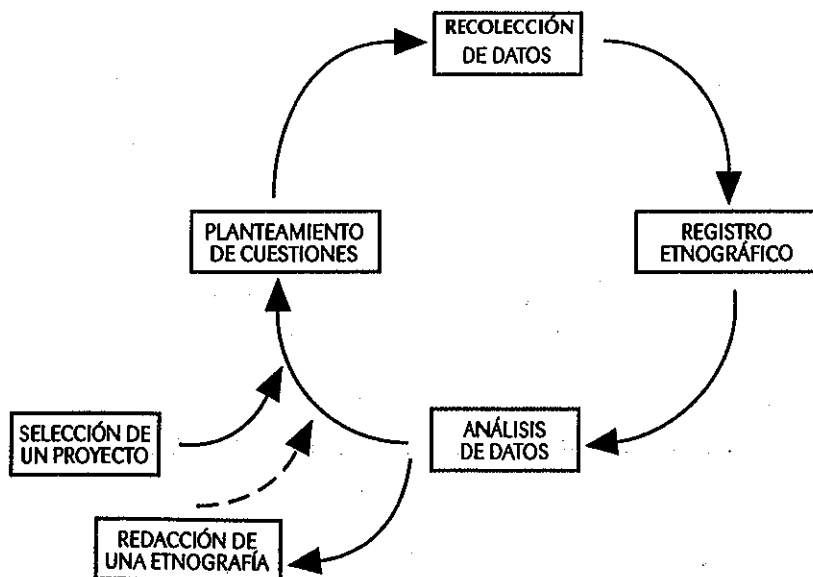 RECOLECCIÓN
DE DATOS
PLANTEAMIENTO
DE CUESTIONES
REGISTRO
ETNOGRÁFICO
SELECCIÓN DE
UN PROYECTO
ANÁLISIS
DE DATOS
REDACCIÓN DE
UNA ETNOGRAFÍA